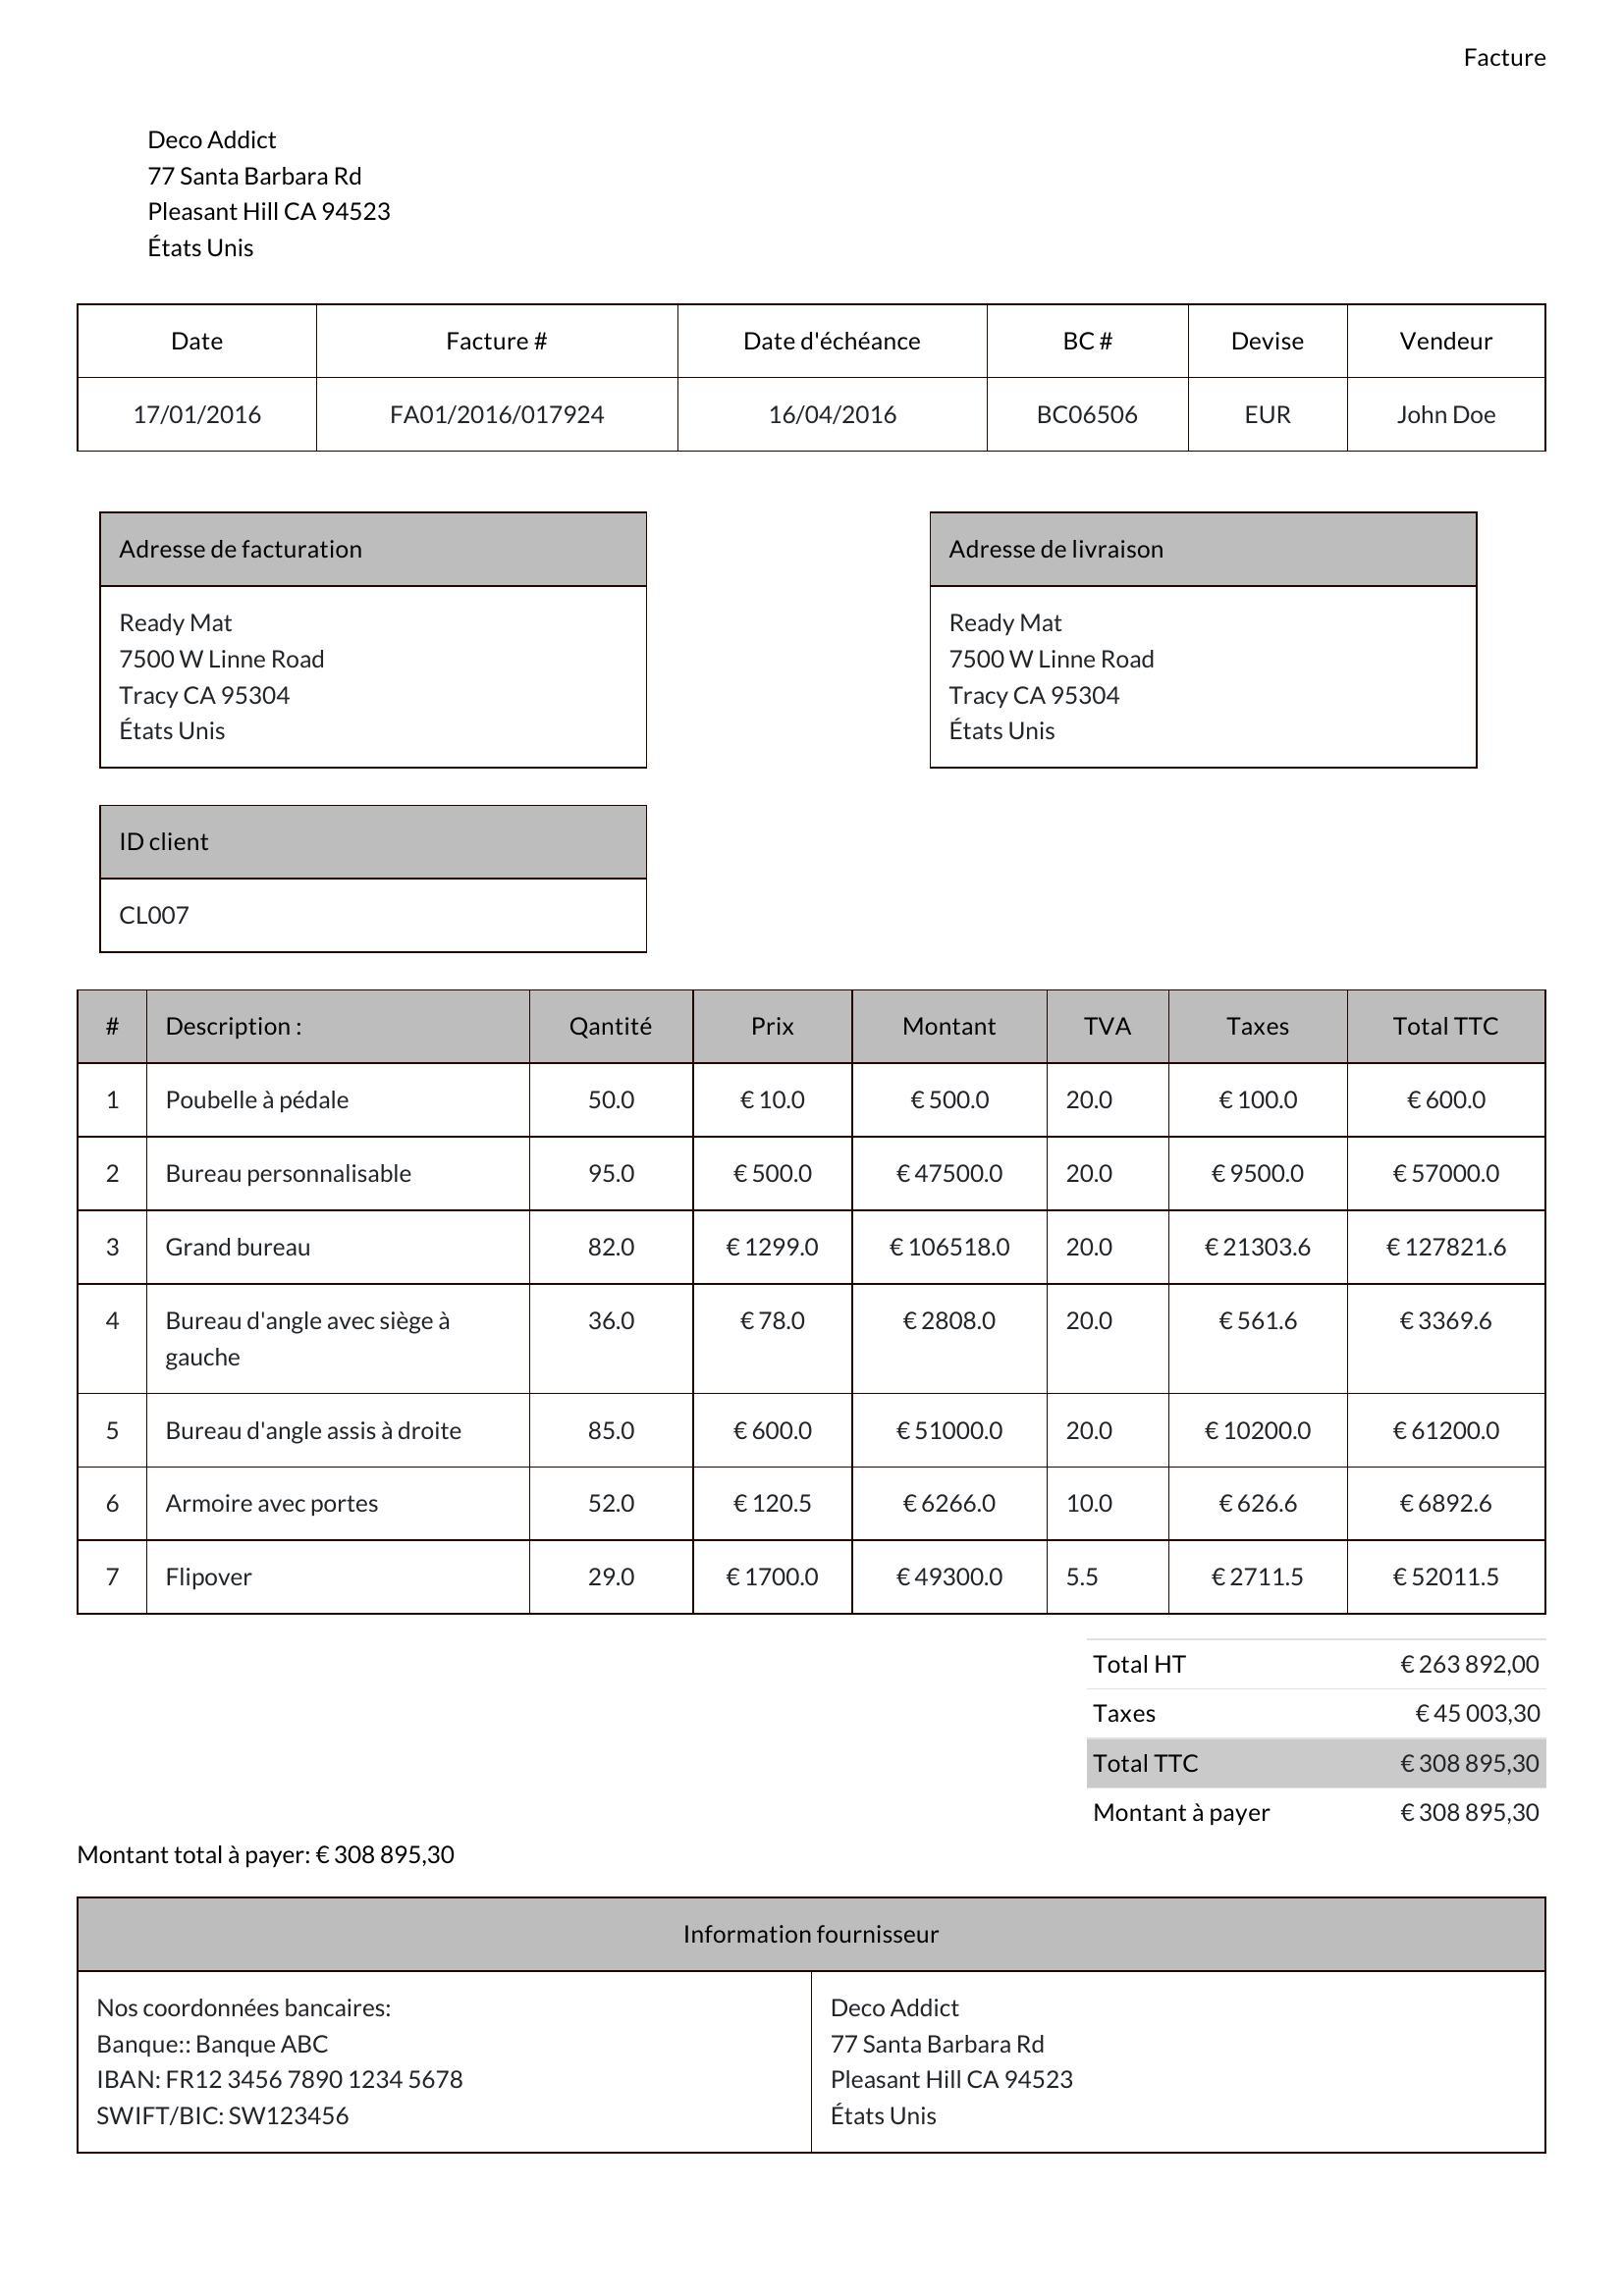 Facture
Deco Addict
77 Santa Barbara Rd
Pleasant Hill CA 94523
États Unis
Date Facture # Date d'échéance BC # Devise Vendeur
17/01/2016 FA01/2016/017924 16/04/2016 BC06506 EUR John Doe
Adresse de facturation
Ready Mat
7500 W Linne Road
Tracy CA 95304
États Unis
Adresse de livraison
Ready Mat
7500 W Linne Road
Tracy CA 95304
États Unis
ID client
CL007
# Description : Qantité Prix Montant TVA Taxes Total TTC
1 Poubelle à pédale 50.0 € 10.0 € 500.0 20.0 € 100.0 € 600.0
2 Bureau personnalisable 95.0 € 500.0 € 47500.0 20.0 € 9500.0 € 57000.0
3 Grand bureau 82.0 € 1299.0 € 106518.0 20.0 € 21303.6 € 127821.6
4 Bureau d'angle avec siège à 36.0 € 78.0 € 2808.0 20.0 € 561.6 € 3369.6
gauche
5 Bureau d'angle assis à droite 85.0 € 600.0 € 51000.0 20.0 € 10200.0 € 61200.0
6 Armoire avec portes 52.0 € 120.5 € 6266.0 10.0 € 626.6 € 6892.6
7 Flipover 29.0 € 1700.0 € 49300.0 5.5 € 2711.5 € 52011.5
Total HT € 263 892,00
Taxes € 45 003,30
Total TTC € 308 895,30
Montant à payer € 308 895,30
Montant total à payer: € 308 895,30
Information fournisseur
Nos coordonnées bancaires:
Banque:: Banque ABC
IBAN: FR12 3456 7890 1234 5678
SWIFT/BIC: SW123456
Deco Addict
77 Santa Barbara Rd
Pleasant Hill CA 94523
États Unis